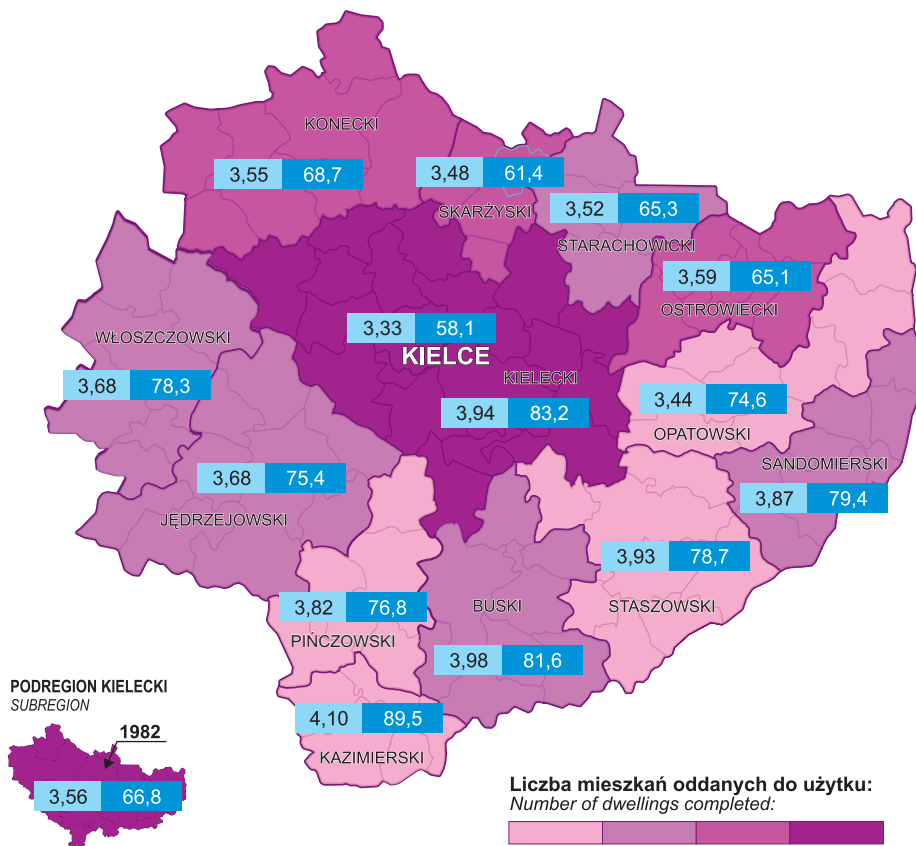 KONECKI
3,55 68,7
3,48 61,4
SKARŻYSKI
3,52 65,3
STARACHOWICKI
3,59 65,1
OSTROWIECKI
WŁOSZCZOWSKI
3,68 78,3
3,33 58,1
KIELCE
KIELECKI
3,94 83,2
3,44 74,6
OPATOWSKI
SANDOMIERSKI
3,87 79,4
3,68 75,4
JĘDRZEJOWSKI
3,93 78,7
STASZOWSKI
3,82 76,8
PIŃCZOWSKI
BUSKI
3,98 81,6
4,10 89,5
KAZIMIERSKI
PODREGION KIELECKI
SUBREGION
1982
3,56 66,8
Liczba mieszkań oddanych do użytku:
Number of dwellings completed: